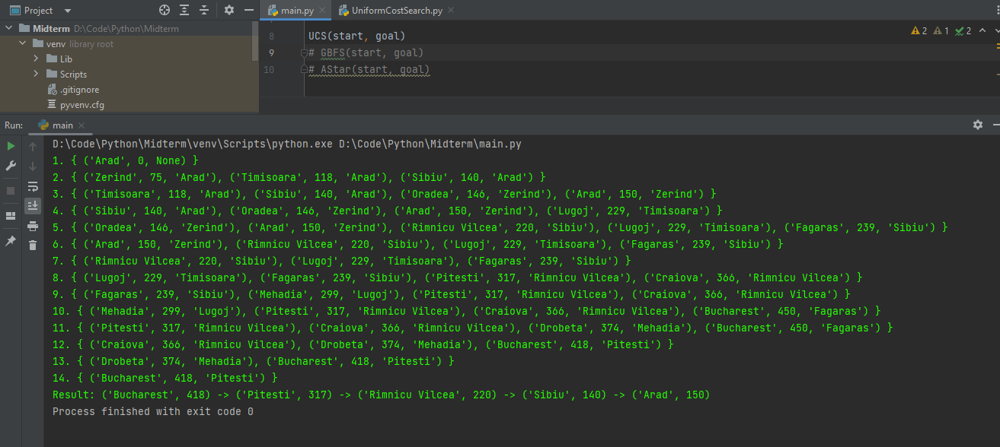 Project
main.py
UniformCostSearch.py
Midterm D:\Code\Python\Midterm
venv library root
Lib
Scripts
.gitignore
pyvenv.cfg
8 UCS(start, goal)
9 # GBFS(start, goal)
10 # AStar(start, goal)
2 1 2
Run: main
D:\Code\Python\Midterm\venv\Scripts\python.exe D:\Code\Python\Midterm\main.py
1. { ('Arad', 0, None) }
2. { ('Zerind', 75, 'Arad'), ('Timisoara', 118, 'Arad'), ('Sibiu', 140, 'Arad') }
3. { ('Timisoara', 118, 'Arad'), ('Sibiu', 140, 'Arad'), ('Oradea', 146, 'Zerind'), ('Arad', 150, 'Zerind') }
4. { ('Sibiu', 140, 'Arad'), ('Oradea', 146, 'Zerind'), ('Arad', 150, 'Zerind'), ('Lugoj', 229, 'Timisoara') }
5. { ('Oradea', 146, 'Zerind'), ('Arad', 150, 'Zerind'), ('Rimnicu Vilcea', 220, 'Sibiu'), ('Lugoj', 229, 'Timisoara'), ('Fagaras', 239, 'Sibiu') }
6. { ('Arad', 150, 'Zerind'), ('Rimnicu Vilcea', 220, 'Sibiu'), ('Lugoj', 229, 'Timisoara'), ('Fagaras', 239, 'Sibiu') }
7. { ('Rimnicu Vilcea', 220, 'Sibiu'), ('Lugoj', 229, 'Timisoara'), ('Fagaras', 239, 'Sibiu') }
8. { ('Lugoj', 229, 'Timisoara'), ('Fagaras', 239, 'Sibiu'), ('Pitesti', 317, 'Rimnicu Vilcea'), ('Craiova', 366, 'Rimnicu Vilcea') }
9. { ('Fagaras', 239, 'Sibiu'), ('Mehadia', 299, 'Lugoj'), ('Pitesti', 317, 'Rimnicu Vilcea'), ('Craiova', 366, 'Rimnicu Vilcea') }
10. { ('Mehadia', 299, 'Lugoj'), ('Pitesti', 317, 'Rimnicu Vilcea'), ('Craiova', 366, 'Rimnicu Vilcea'), ('Bucharest', 450, 'Fagaras') }
11. { ('Pitesti', 317, 'Rimnicu Vilcea'), ('Craiova', 366, 'Rimnicu Vilcea'), ('Drobeta', 374, 'Mehadia'), ('Bucharest', 450, 'Fagaras') }
12. { ('Craiova', 366, 'Rimnicu Vilcea'), ('Drobeta', 374, 'Mehadia'), ('Bucharest', 418, 'Pitesti') }
13. { ('Drobeta', 374, 'Mehadia'), ('Bucharest', 418, 'Pitesti') }
14. { ('Bucharest', 418, 'Pitesti') }
Result: ('Bucharest', 418) -> ('Pitesti', 317) -> ('Rimnicu Vilcea', 220) -> ('Sibiu', 140) -> ('Arad', 150)
Process finished with exit code 0